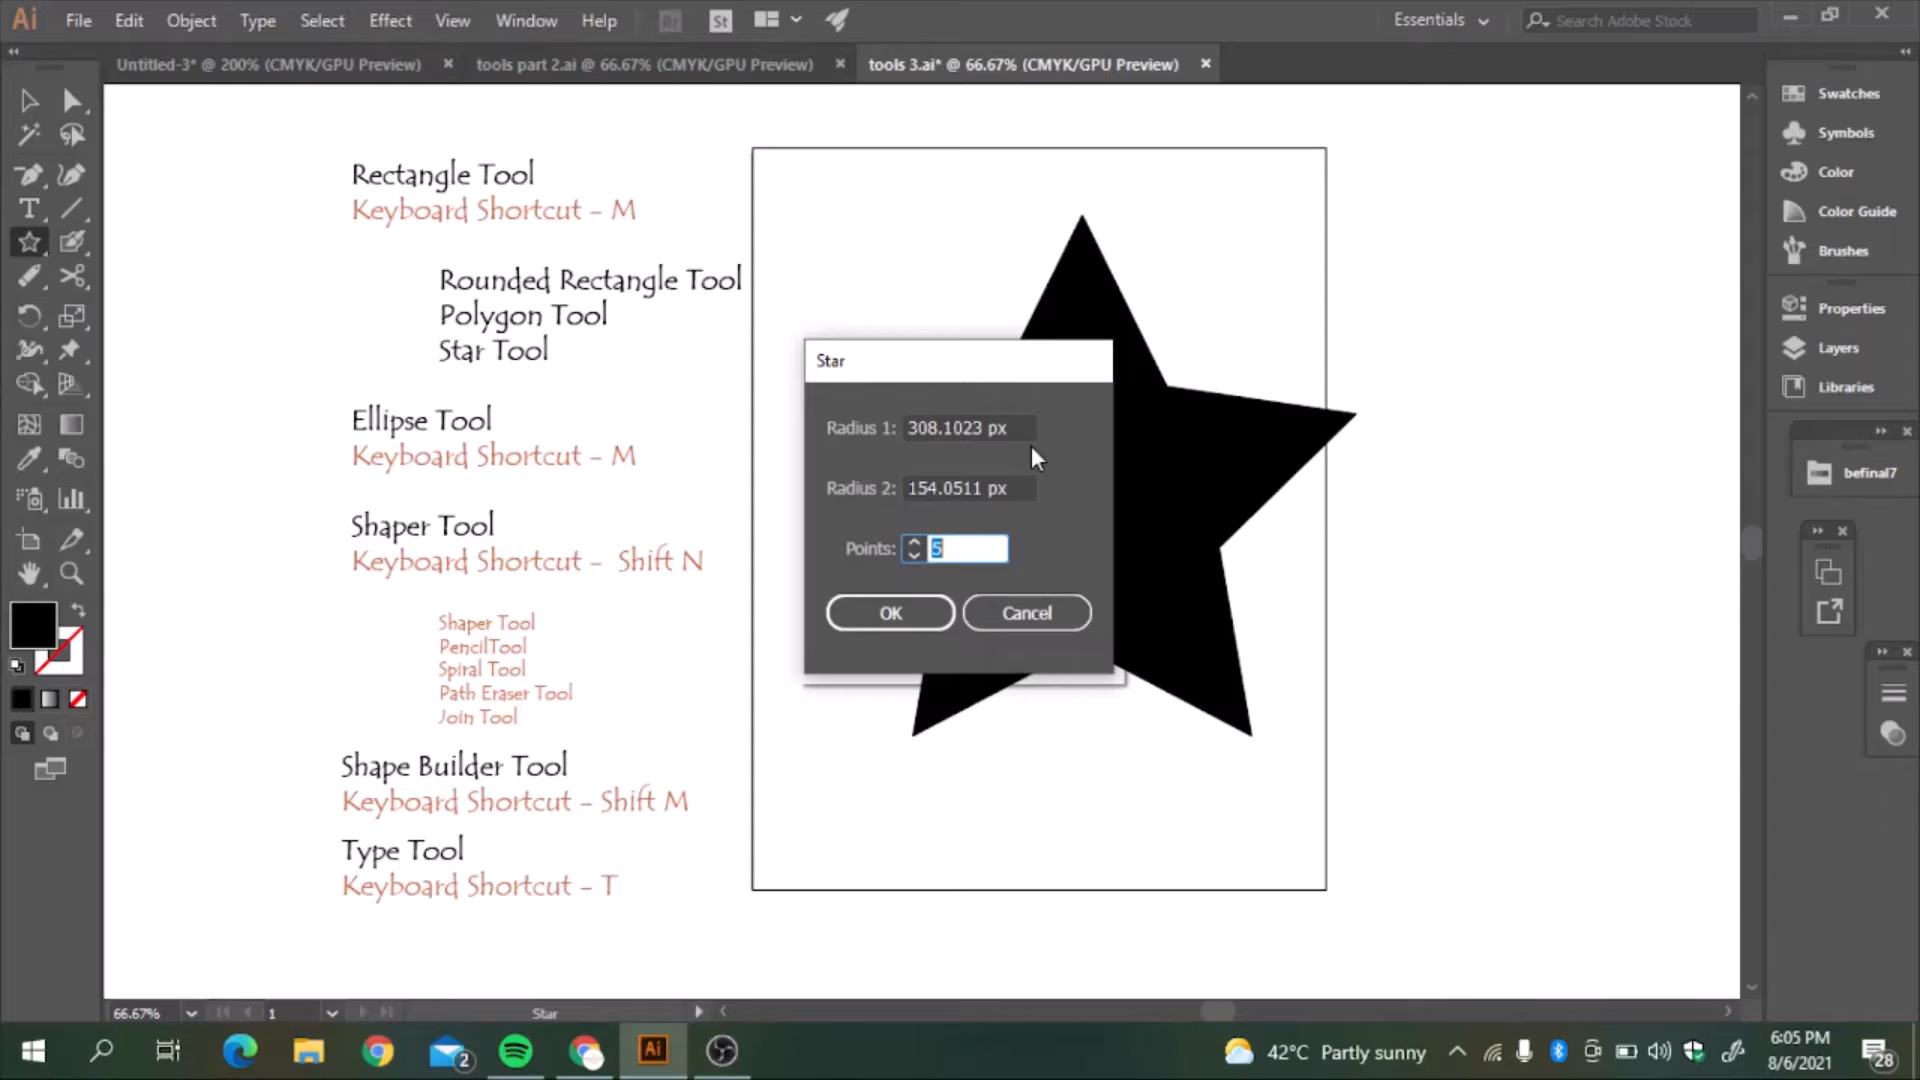 Ai File Edit Object Type Select Effect View Window Help Br St Essentials Search Adobe Stock
Untitled-3* @ 200% (CMYK/GPU Preview) tools part 2.ai @ 66.67% (CMYK/GPU Preview) tools 3.ai* @ 66.67% (CMYK/GPU Preview)
Rectangle Tool
Keyboard Shortcut - M
Rounded Rectangle Tool
Polygon Tool
Star Tool
Ellipse Tool
Keyboard Shortcut - M
Shaper Tool
Keyboard Shortcut - Shift N
Shaper Tool
PencilTool
Spiral Tool
Path Eraser Tool
Join Tool
Shape Builder Tool
Keyboard Shortcut - Shift M
Type Tool
Keyboard Shortcut - T
Star
Radius 1: 308.1023 px
Radius 2: 154.0511 px
Points: 5
OK Cancel
Swatches
Symbols
Color
Color Guide
Brushes
Properties
Layers
Libraries
befinal7
66.67% 1 Star
2 Ai 42°C Partly sunny 6:05 PM
8/6/2021 28